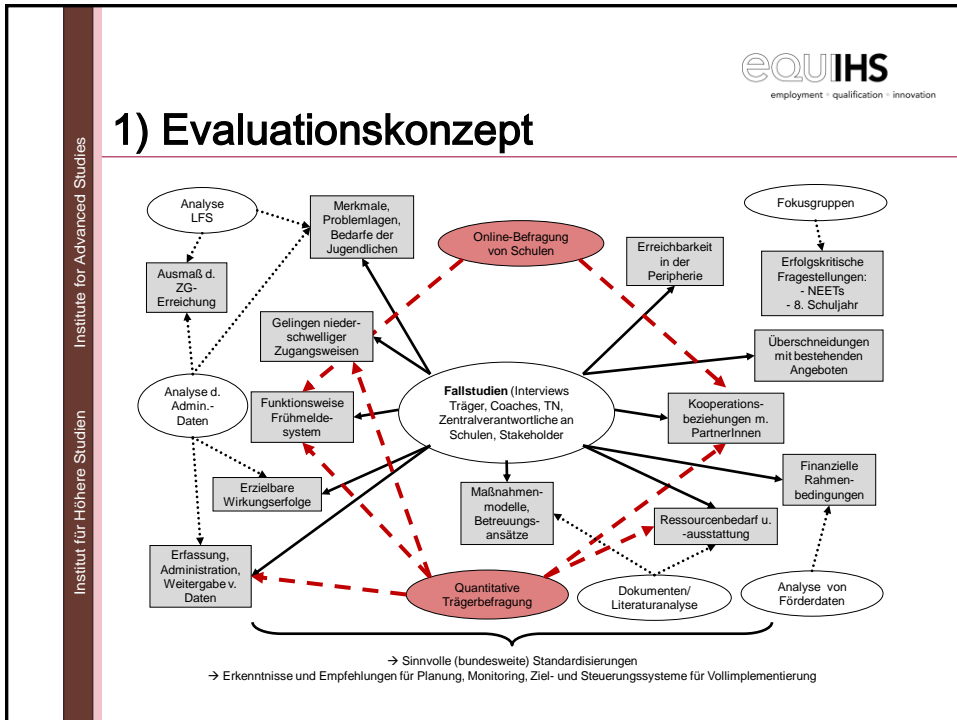 equIHS
employment ▫ qualification ▫ innovation
1) Evaluationskonzept
Institute for Advanced Studies
Institut für Höhere Studien
Analyse
LFS
Merkmale,
Problemlagen,
Bedarfe der
Jugendlichen
Online-Befragung
von Schulen
Erreichbarkeit
in der
Peripherie
Fokusgruppen
Ausmaß d.
ZG-
Erreichung
Erfolgskritische
Fragestellungen:
- NEETs
- 8. Schuljahr
Gelingen nieder-
schwelliger
Zugangsweisen
Überschneidungen
mit bestehenden
Angeboten
Analyse d.
Admin.-
Daten
Funktionsweise
Frühmelde-
system
Fallstudien (Interviews
Träger, Coaches, TN,
Zentralverantwortliche an
Schulen, Stakeholder
Kooperations-
beziehungen m.
PartnerInnen
Erzielbare
Wirkungserfolge
Maßnahmen-
modelle,
Betreuungs-
ansätze
Finanzielle
Rahmen-
bedingungen
Ressourcenbedarf u.
-ausstattung
Erfassung,
Administration,
Weitergabe v.
Daten
Quantitative
Trägerbefragung
Dokumenten/
Literaturanalyse
Analyse von
Förderdaten
→ Sinnvolle (bundesweite) Standardisierungen
→ Erkenntnisse und Empfehlungen für Planung, Monitoring, Ziel- und Steuerungssysteme für Vollimplementierung